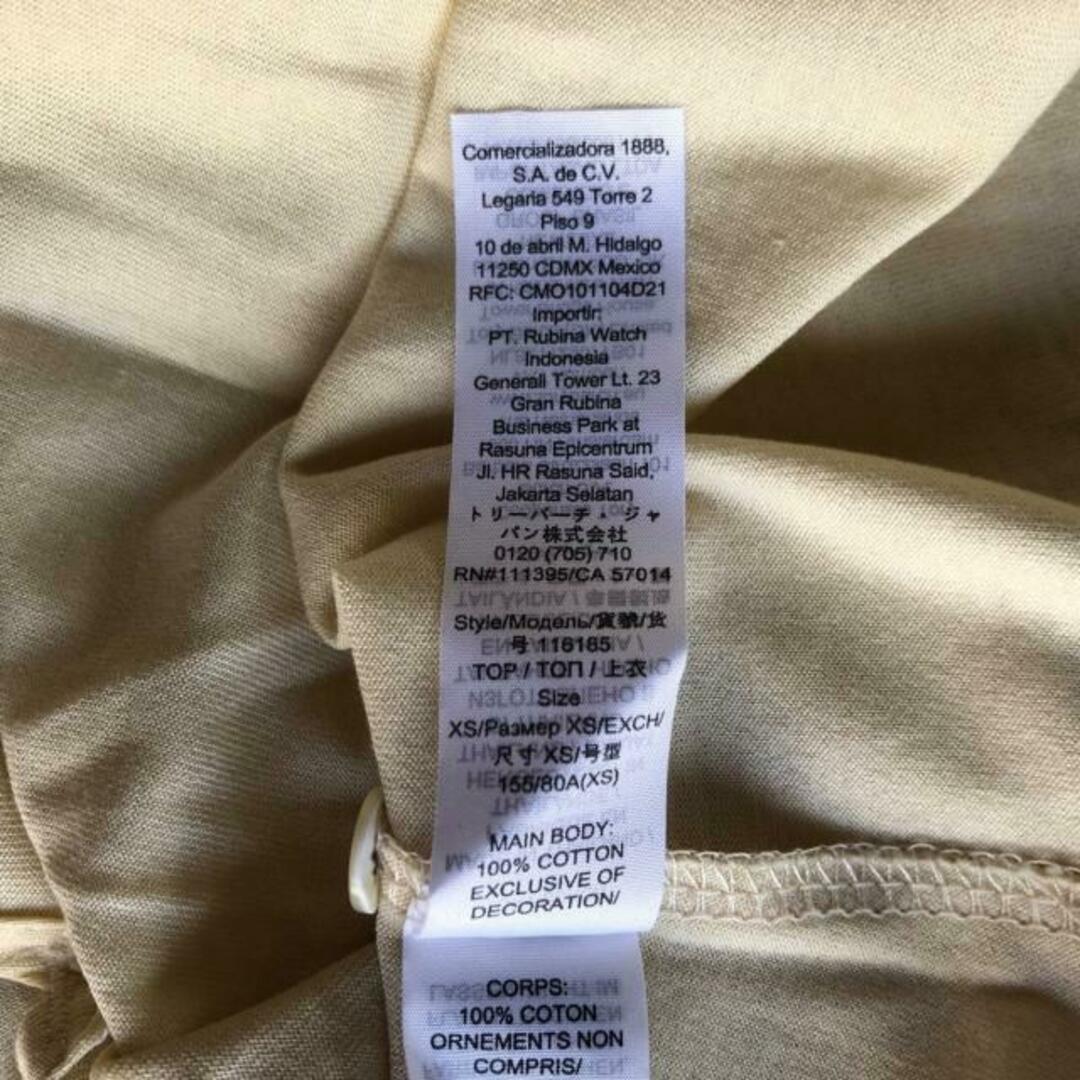 Comercializadora 1888,
S.A. de C.V.
Legaria 549 Torre 2
Piso 9
10 de abril M. Hidalgo
11250 CDMX Mexico
RFC: CMO101104D21
Importir:
PT. Rubina Watch
Indonesia
Generali Tower Lt. 23
Gran Rubina
Business Park at
Rasuna Epicentrum
Jl. HR Rasuna Said,
Jakarta Selatan
トリーバーチ・ジャ
パン株式会社
0120 (705) 710
RN#111395/CA 57014
Style/Модель/貨號/货
号 116185
TOP / ТОП / 上衣
Size
XS/Размер XS/EXCH/
尺寸 XS/号型
155/80A(XS)
MAIN BODY:
100% COTTON
EXCLUSIVE OF
DECORATION/
CORPS:
100% COTON
ORNEMENTS NON
COMPRIS/